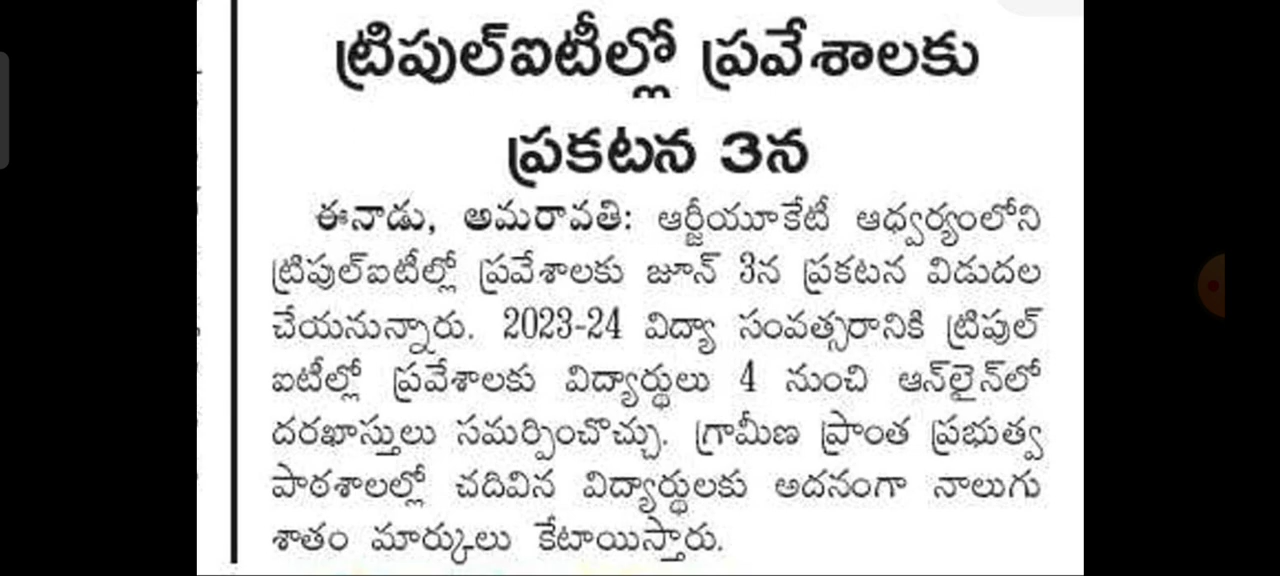 ట్రిపుల్ఐటీల్లో ప్రవేశాలకు
ప్రకటన 3న
ఈనాడు, అమరావతి: ఆర్జీయూకేటీ ఆధ్వర్యంలోని
ట్రిపుల్ఐటీల్లో ప్రవేశాలకు జూన్ 3న ప్రకటన విడుదల
చేయనున్నారు. 2023-24 విద్యా సంవత్సరానికి ట్రిపుల్
ఐటీల్లో ప్రవేశాలకు విద్యార్థులు 4 నుంచి ఆన్‌లైన్‌లో
దరఖాస్తులు సమర్పించొచ్చు. గ్రామీణ ప్రాంత ప్రభుత్వ
పాఠశాలల్లో చదివిన విద్యార్థులకు అదనంగా నాలుగు
శాతం మార్కులు కేటాయిస్తారు.